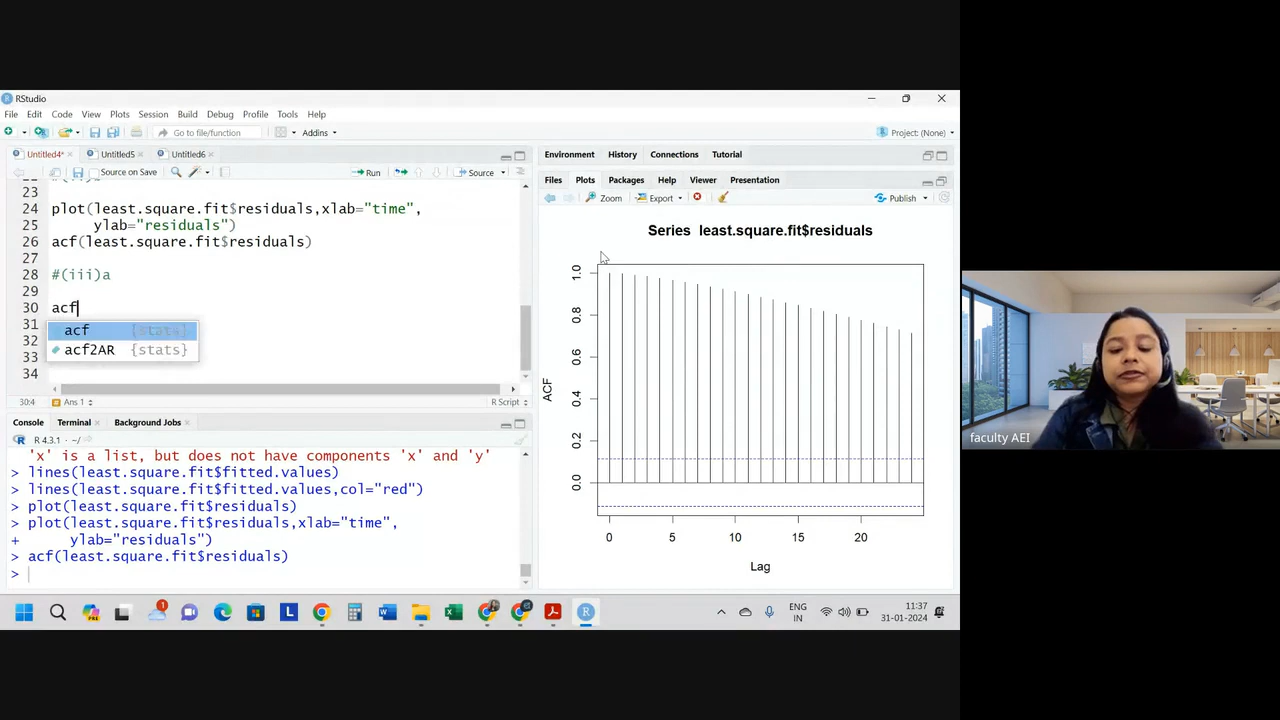 RStudio
File Edit Code View Plots Session Build Debug Profile Tools Help
Go to file/function Addins Project: (None)
Untitled4* Untitled5 Untitled6
Source on Save Run Source
23
24 plot(least.square.fit$residuals,xlab="time",
25 ylab="residuals")
26 acf(least.square.fit$residuals)
27
28 #(iii)a
29
30 acf
31 acf {stats}
32 acf2AR {stats}
33
34
30:4 Ans 1 R Script
Console Terminal Background Jobs
R 4.3.1 · ~/
'x' is a list, but does not have components 'x' and 'y'
> lines(least.square.fit$fitted.values)
> lines(least.square.fit$fitted.values,col="red")
> plot(least.square.fit$residuals)
> plot(least.square.fit$residuals,xlab="time",
+ ylab="residuals")
> acf(least.square.fit$residuals)
>
Environment History Connections Tutorial
Files Plots Packages Help Viewer Presentation
Zoom Export Publish
Series least.square.fit$residuals
1.0
0.8
0.6
0.4
0.2
0.0
ACF
0 5 10 15 20
Lag
faculty AEI
ENG
IN
11:37
31-01-2024